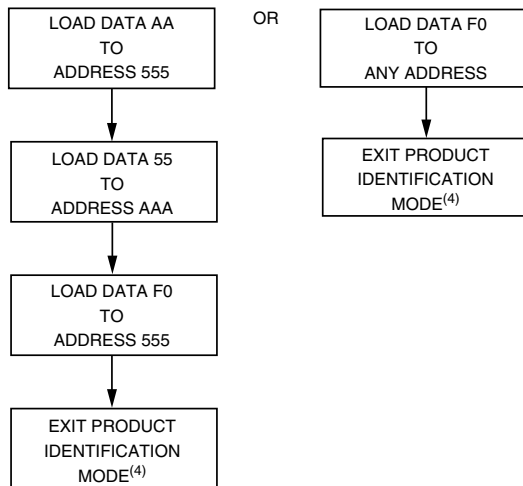 LOAD DATA AA
TO
ADDRESS 555
LOAD DATA 55
TO
ADDRESS AAA
LOAD DATA F0
TO
ADDRESS 555
EXIT PRODUCT
IDENTIFICATION
MODE(4)
OR
LOAD DATA F0
TO
ANY ADDRESS
EXIT PRODUCT
IDENTIFICATION
MODE(4)